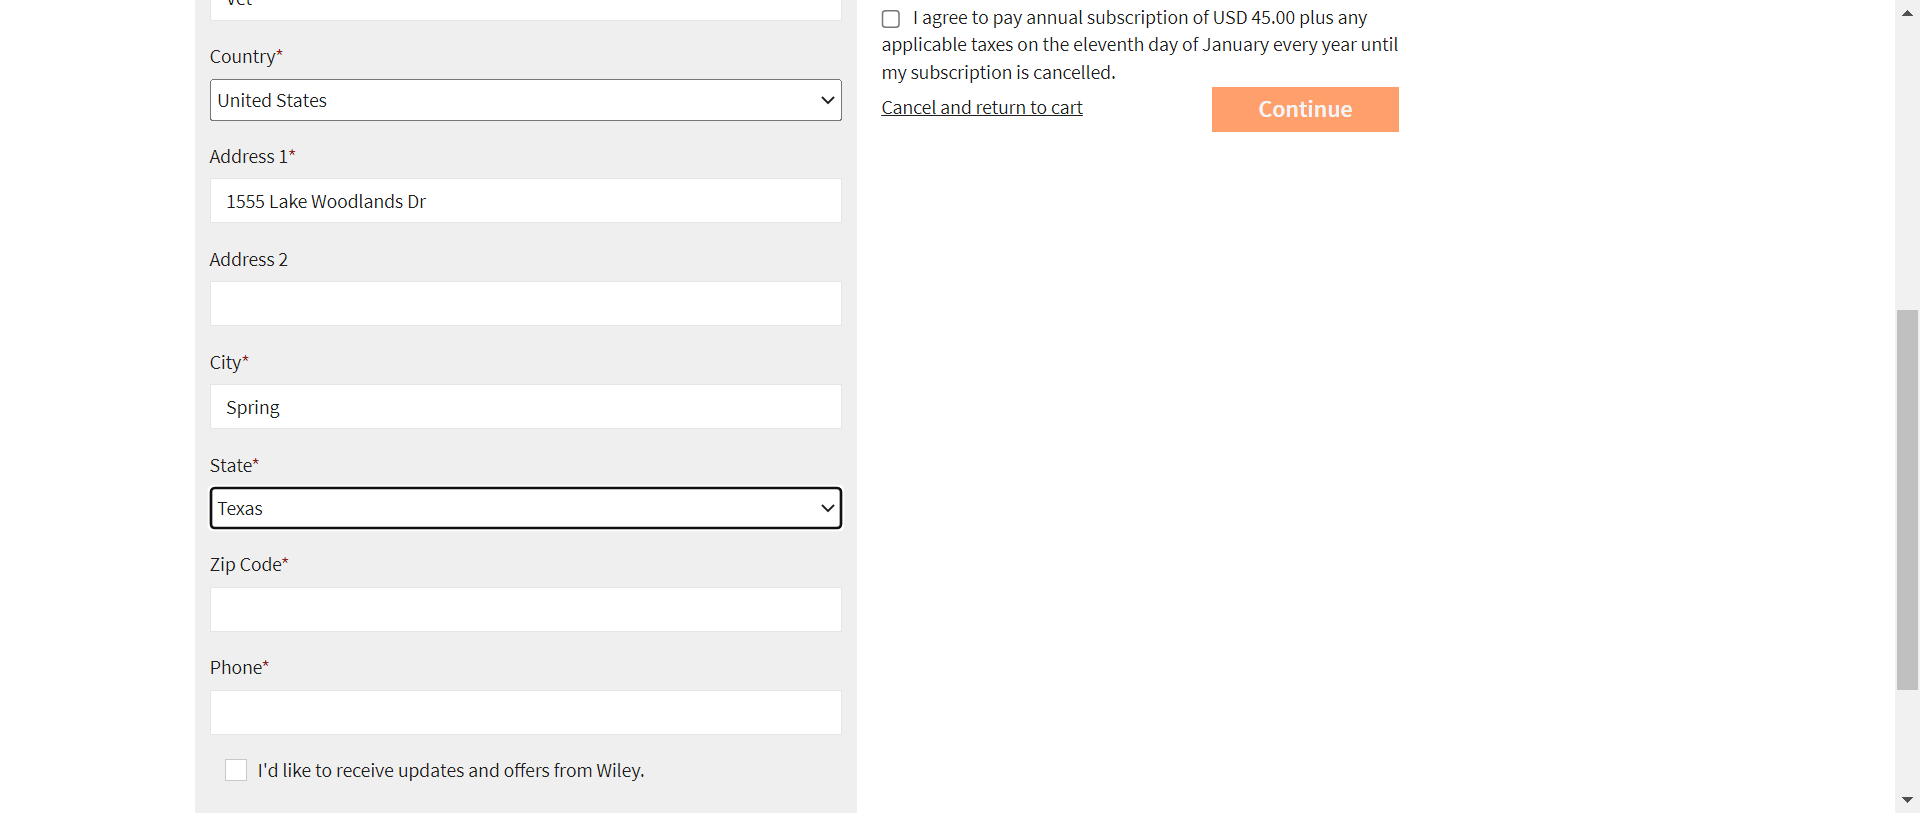 Country*
United States
Address 1*
1555 Lake Woodlands Dr
Address 2
City*
Spring
State*
Texas
Zip Code*
Phone*
I'd like to receive updates and offers from Wiley.
I agree to pay annual subscription of USD 45.00 plus any
applicable taxes on the eleventh day of January every year until
my subscription is cancelled.
Cancel and return to cart
Continue